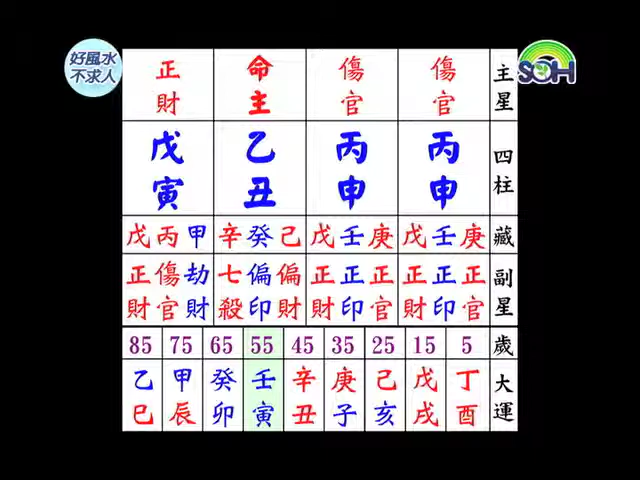 好風水
不求人
SOH
正財 命主 傷官 傷官 主星
戊寅 乙丑 丙申 丙申 四柱
戊丙甲 辛癸己 戊壬庚 戊壬庚 藏
正財 傷官 劫財 七殺 偏印 偏財 正財 正印 正官 正財 正印 正官 副星
85 75 65 55 45 35 25 15 5 歲
乙巳 甲辰 癸卯 壬寅 辛丑 庚子 己亥 戊戌 丁酉 大運